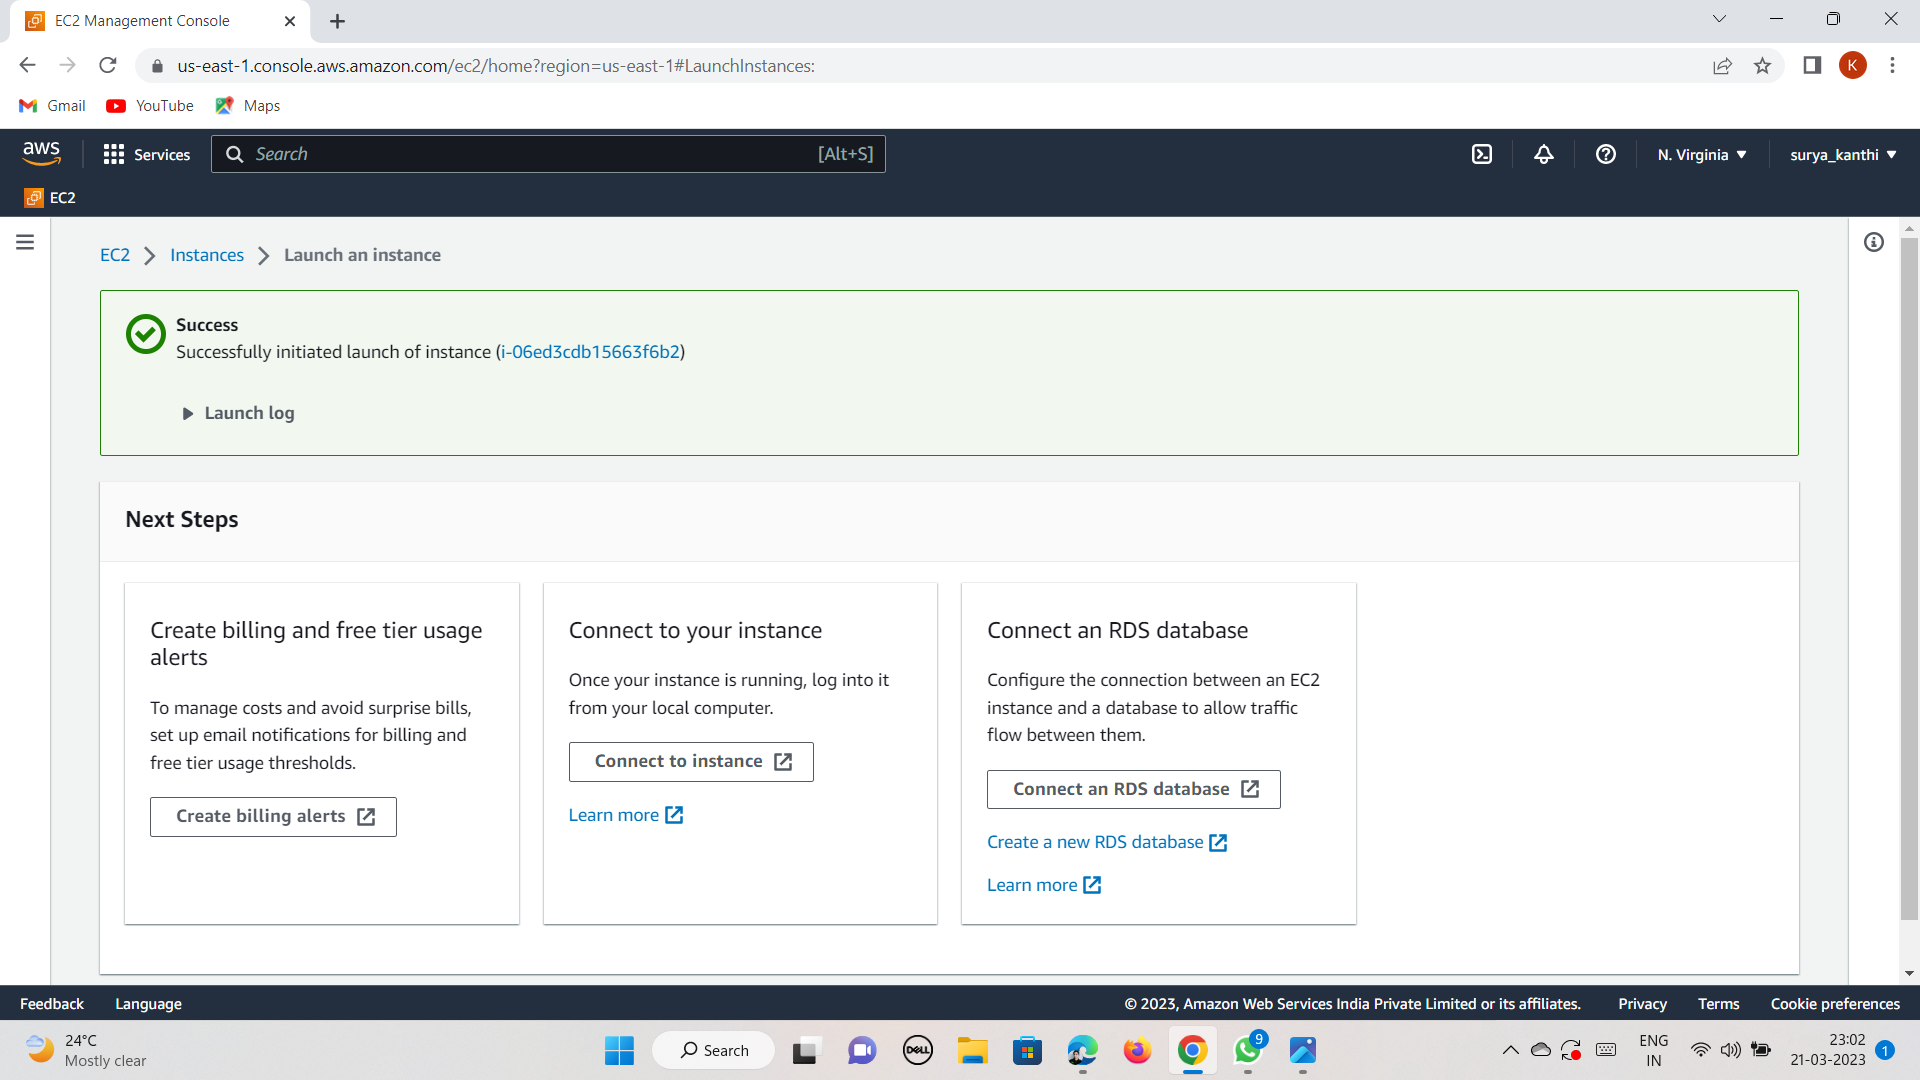 EC2 Management Console
us-east-1.console.aws.amazon.com/ec2/home?region=us-east-1#LaunchInstances:
K
Gmail
YouTube
Maps
aws
Services
Search
[Alt+S]
N. Virginia
surya_kanthi
EC2
EC2
Instances
Launch an instance
Success
Successfully initiated launch of instance (i-06ed3cdb15663f6b2)
Launch log
Next Steps
Create billing and free tier usage
alerts
To manage costs and avoid surprise bills,
set up email notifications for billing and
free tier usage thresholds.
Create billing alerts
Connect to your instance
Once your instance is running, log into it
from your local computer.
Connect to instance
Learn more
Connect an RDS database
Configure the connection between an EC2
instance and a database to allow traffic
flow between them.
Connect an RDS database
Create a new RDS database
Learn more
Feedback
Language
© 2023, Amazon Web Services India Private Limited or its affiliates.
Privacy
Terms
Cookie preferences
24°C
Mostly clear
Search
DELL
9
ENG
IN
23:02
21-03-2023
1